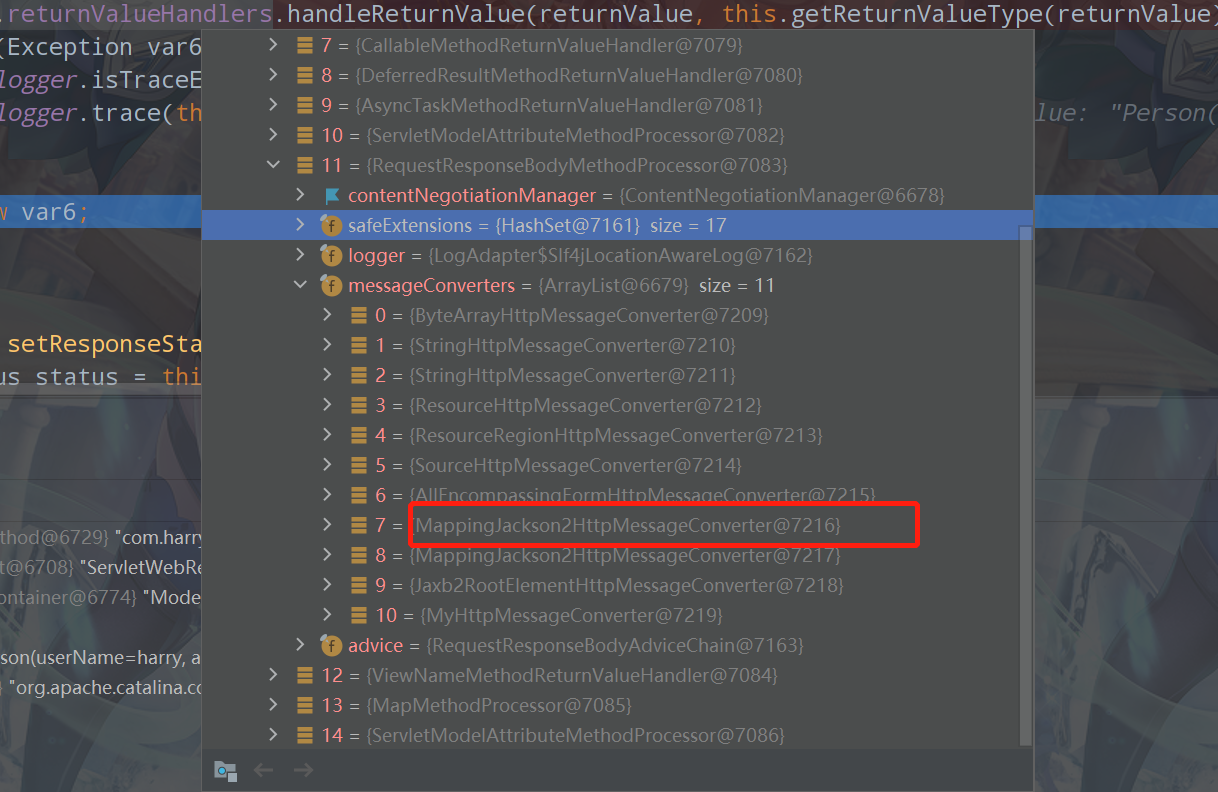 .returnValueHandlers.handleReturnValue(returnValue, this.getReturnValueType(returnValue)
(Exception var6
logger.isTraceE
logger.trace(th
lue: "Person(
w var6;
setResponseSta
us status = thi
thod@6729} "com.harry
t@6708} "ServletWebRe
ontainer@6774} "Mode
son(userName=harry, a
"org.apache.catalina.co
7 = {CallableMethodReturnValueHandler@7079}
8 = {DeferredResultMethodReturnValueHandler@7080}
9 = {AsyncTaskMethodReturnValueHandler@7081}
10 = {ServletModelAttributeMethodProcessor@7082}
11 = {RequestResponseBodyMethodProcessor@7083}
contentNegotiationManager = {ContentNegotiationManager@6678}
safeExtensions = {HashSet@7161} size = 17
logger = {LogAdapter$Slf4jLocationAwareLog@7162}
messageConverters = {ArrayList@6679} size = 11
0 = {ByteArrayHttpMessageConverter@7209}
1 = {StringHttpMessageConverter@7210}
2 = {StringHttpMessageConverter@7211}
3 = {ResourceHttpMessageConverter@7212}
4 = {ResourceRegionHttpMessageConverter@7213}
5 = {SourceHttpMessageConverter@7214}
6 = {AllEncompassingFormHttpMessageConverter@7215}
7 = {MappingJackson2HttpMessageConverter@7216}
8 = {MappingJackson2HttpMessageConverter@7217}
9 = {Jaxb2RootElementHttpMessageConverter@7218}
10 = {MyHttpMessageConverter@7219}
advice = {RequestResponseBodyAdviceChain@7163}
12 = {ViewNameMethodReturnValueHandler@7084}
13 = {MapMethodProcessor@7085}
14 = {ServletModelAttributeMethodProcessor@7086}